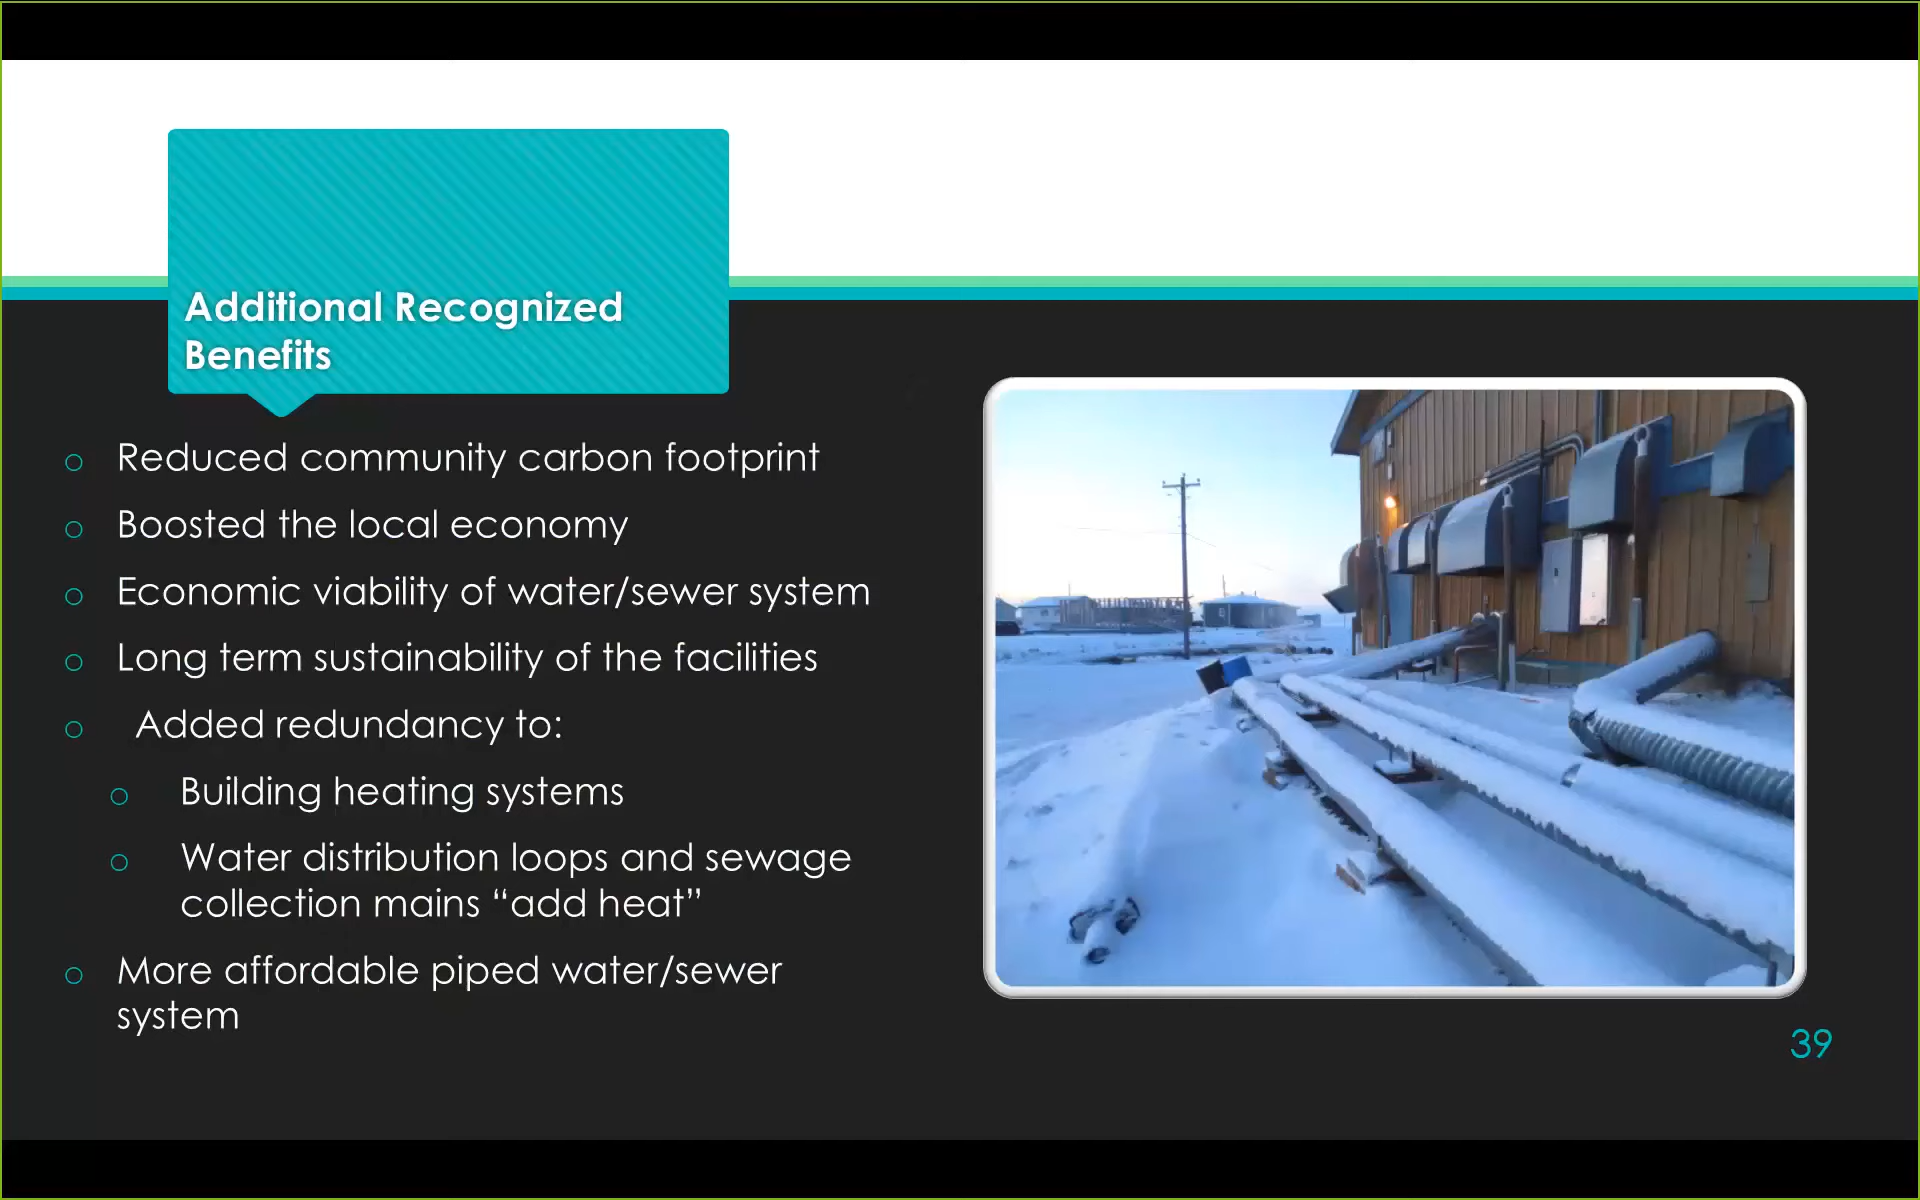 Additional Recognized
Benefits
Reduced community carbon footprint
Boosted the local economy
Economic viability of water/sewer system
Long term sustainability of the facilities
Added redundancy to:
Building heating systems
Water distribution loops and sewage
collection mains “add heat”
More affordable piped water/sewer
system
39